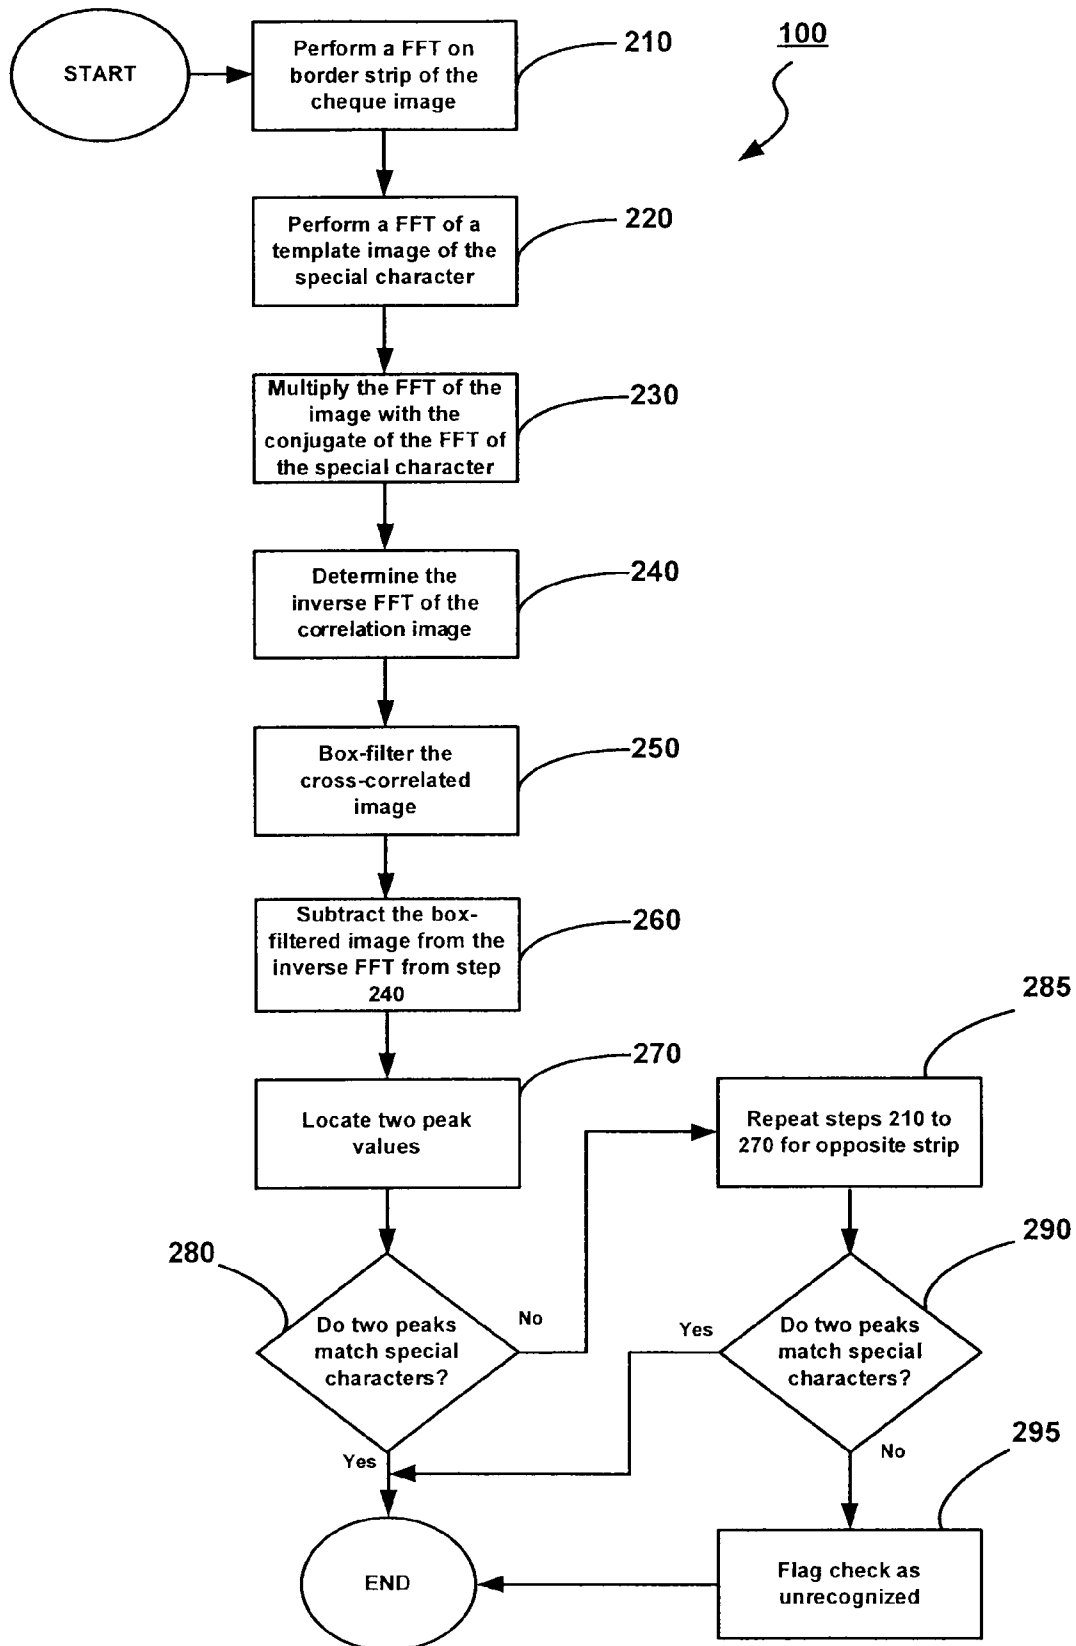 START
Perform a FFT on
border strip of the
cheque image
210
100
Perform a FFT of a
template image of the
special character
220
Multiply the FFT of the
image with the
conjugate of the FFT of
the special character
230
Determine the
inverse FFT of the
correlation image
240
Box-filter the
cross-correlated
image
250
Subtract the box-
filtered image from the
inverse FFT from step
240
260
Locate two peak
values
270
Repeat steps 210 to
270 for opposite strip
285
280
Do two peaks
match special
characters?
No
Yes
Yes
Do two peaks
match special
characters?
290
No
295
Flag check as
unrecognized
END